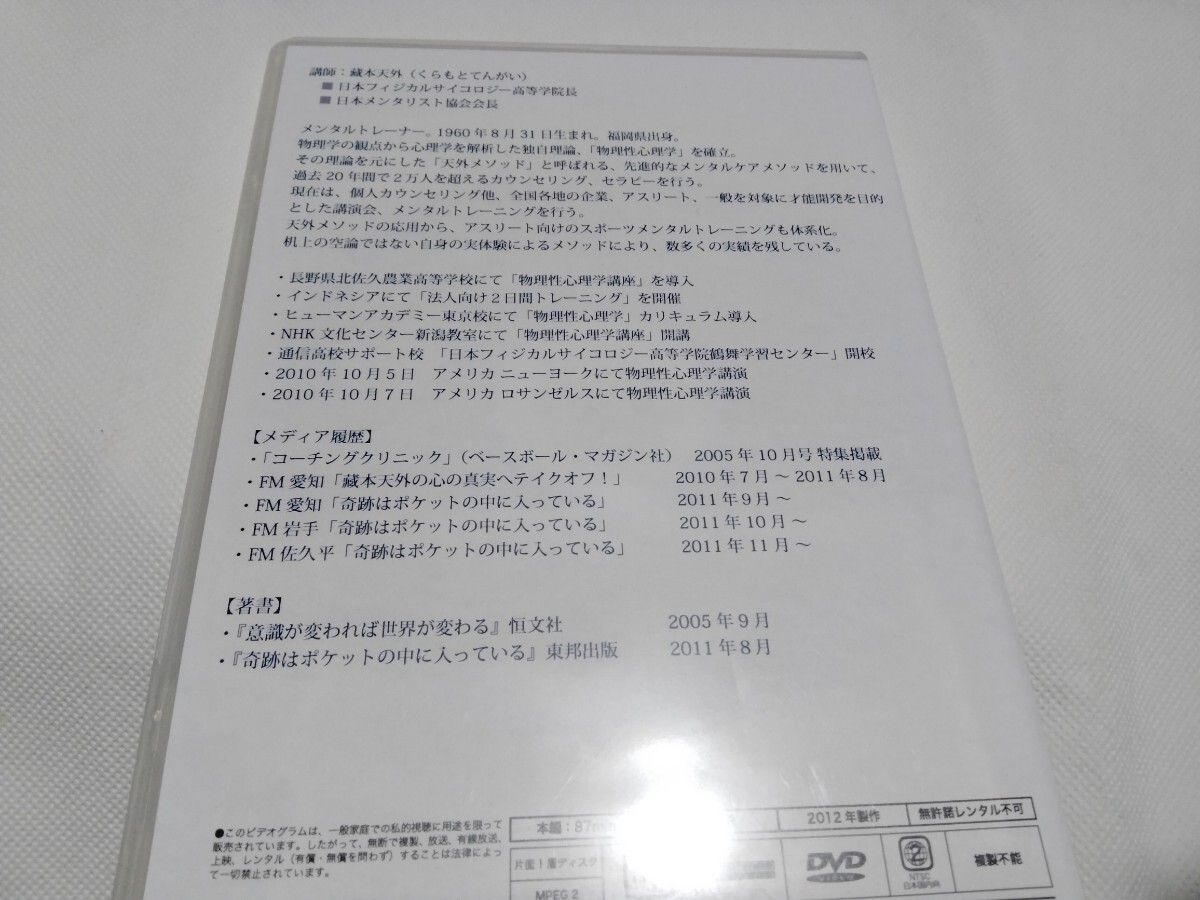 講師：藏本天外（くらもとてんがい）
■日本フィジカルサイコロジー高等学院長
■日本メンタリスト協会会長
メンタルトレーナー。1960年8月31日生まれ。福岡県出身。
物理学の観点から心理学を解析した独自理論、「物理性心理学」を確立。
その理論を元にした「天外メソッド」と呼ばれる、先進的なメンタルケアメソッドを用いて、
過去20年間で2万人を超えるカウンセリング、セラピーを行う。
現在は、個人カウンセリング他、全国各地の企業、アスリート、一般を対象に才能開発を目的
とした講演会、メンタルトレーニングを行う。
天外メソッドの応用から、アスリート向けのスポーツメンタルトレーニングも体系化。
机上の空論ではない自身の実体験によるメソッドにより、数多くの実績を残している。
・長野県北佐久農業高等学校にて「物理性心理学講座」を導入
・インドネシアにて「法人向け2日間トレーニング」を開催
・ヒューマンアカデミー東京校にて「物理性心理学」カリキュラム導入
・NHK文化センター新潟教室にて「物理性心理学講座」開講
・通信高校サポート校 「日本フィジカルサイコロジー高等学院鶴舞学習センター」開校
・2010年10月5日 アメリカ ニューヨークにて物理性心理学講演
・2010年10月7日 アメリカ ロサンゼルスにて物理性心理学講演
【メディア履歴】
・「コーチングクリニック」（ベースボール・マガジン社） 2005年10月号 特集掲載
・FM愛知「藏本天外の心の真実へテイクオフ！」 2010年7月～2011年8月
・FM愛知「奇跡はポケットの中に入っている」 2011年9月～
・FM岩手「奇跡はポケットの中に入っている」 2011年10月～
・FM佐久平「奇跡はポケットの中に入っている」 2011年11月～
【著書】
・『意識が変われば世界が変わる』恒文社 2005年9月
・『奇跡はポケットの中に入っている』東邦出版 2011年8月
●このビデオグラムは、一般家庭での私的視聴に用途を限って
販売されています。したがって、無断で複製、放送、有線放送、
上映、レンタル（有償・無償を問わず）することは法律によっ
て一切禁止されています。
本編：87min
2012年製作
無許諾レンタル不可
片面1層ディスク
MPEG 2
DVD
VIDEO
2
NTSC
日本国内向
複製不能